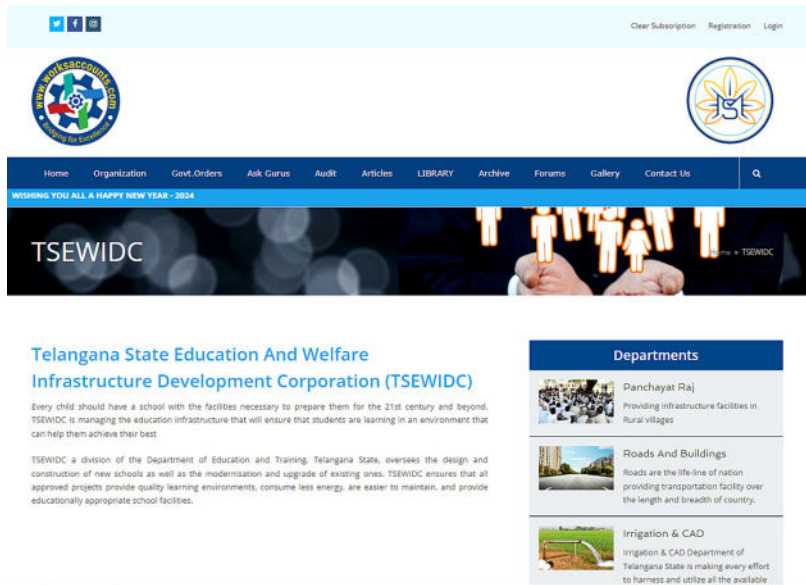 Clear Subscription Registration Login
www.worksaccounts.com
Bridging for Excellence
Home Organization Govt.Orders Ask Gurus Audit Articles LIBRARY Archive Forums Gallery Contact Us
WISHING YOU ALL A HAPPY NEW YEAR - 2024
TSEWIDC
Home » TSEWIDC
Telangana State Education And Welfare
Infrastructure Development Corporation (TSEWIDC)
Every child should have a school with the facilities necessary to prepare them for the 21st century and beyond.
TSEWIDC is managing the education infrastructure that will ensure that students are learning in an environment that
can help them achieve their best
TSEWIDC a division of the Department of Education and Training, Telangana State, oversees the design and
construction of new schools as well as the modernisation and upgrade of existing ones. TSEWIDC ensures that all
approved projects provide quality learning environments, consume less energy, are easier to maintain, and provide
educationally appropriate school facilities.
Departments
Panchayat Raj
Providing infrastructure facilities in
Rural villages
Roads And Buildings
Roads are the life-line of nation
providing transportation facility over
the length and breadth of country.
Irrigation & CAD
Irrigation & CAD Department of
Telangana State is making every effort
to harness and utilize all the available